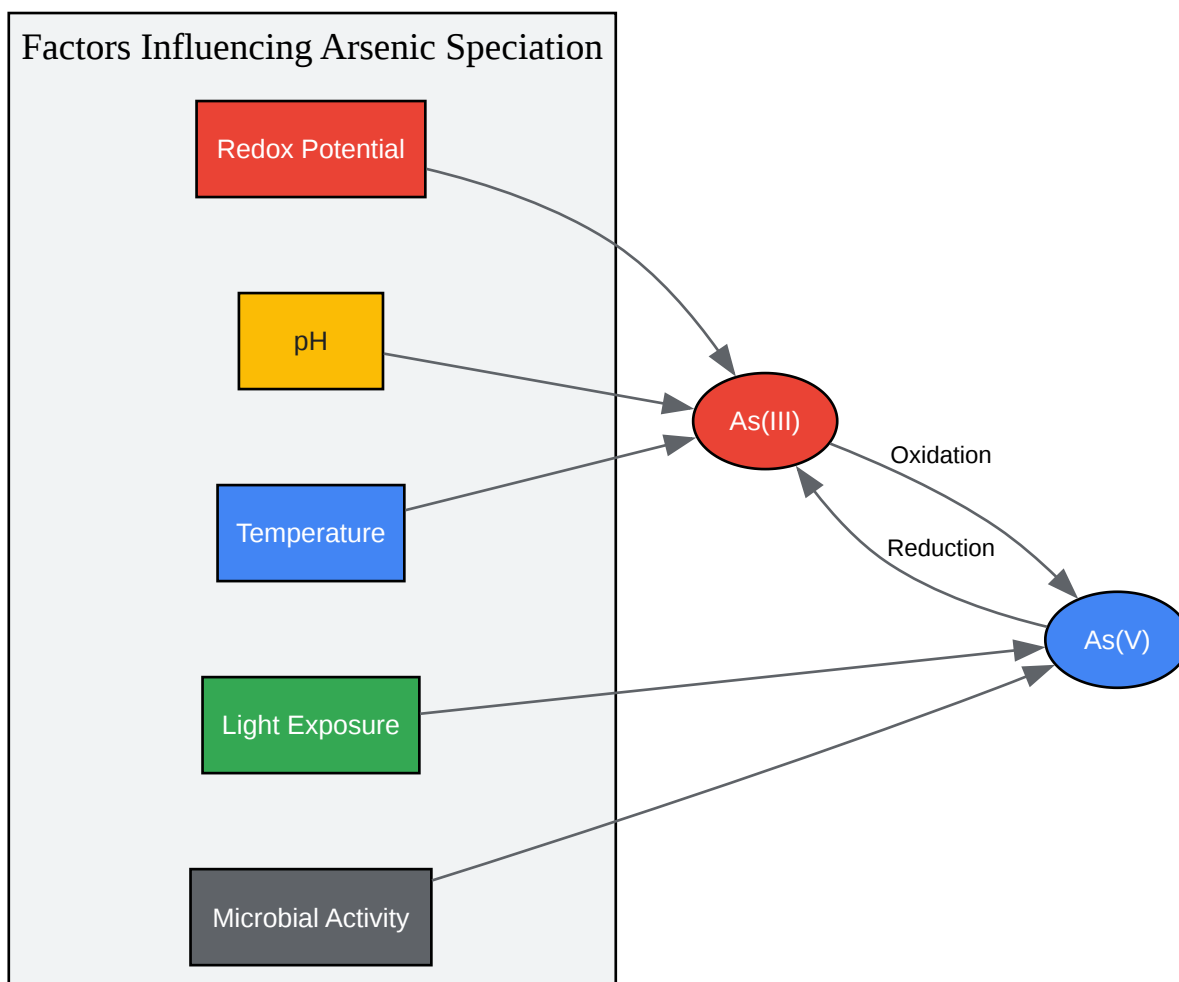 Factors Influencing Arsenic Speciation
Redox Potential
pH
As(III)
Oxidation
Temperature
Reduction
As(V)
Light Exposure
Microbial Activity